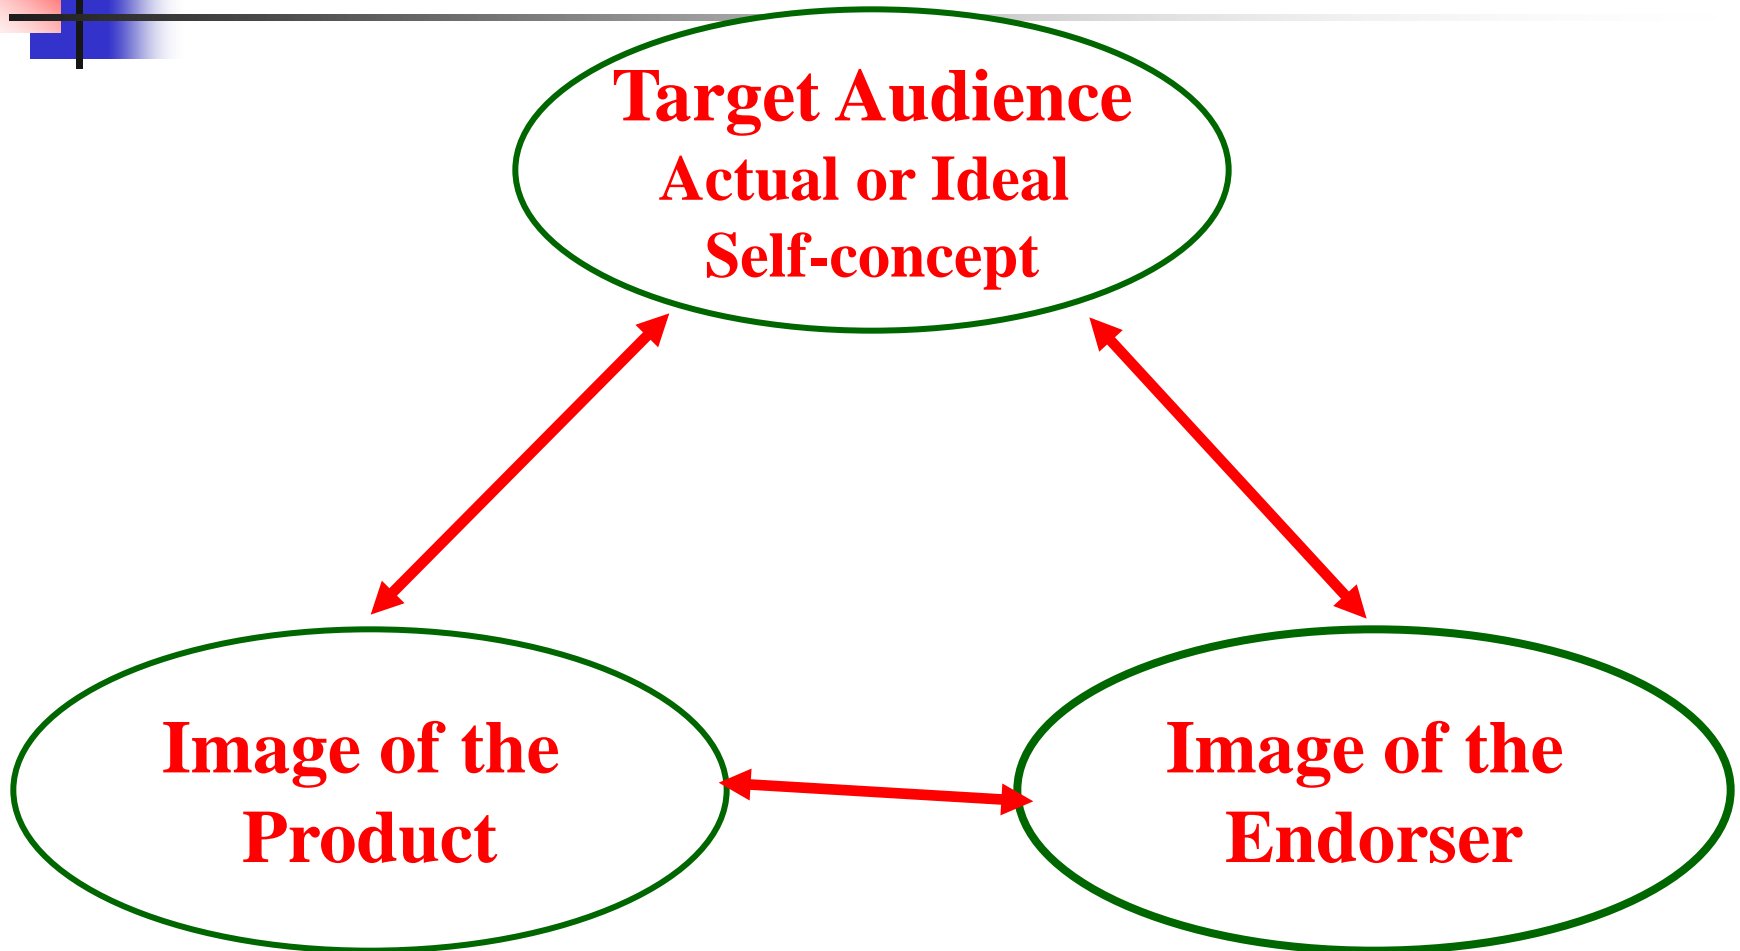 Target Audience
Actual or Ideal
Self-concept
Image of the
Product
Image of the
Endorser